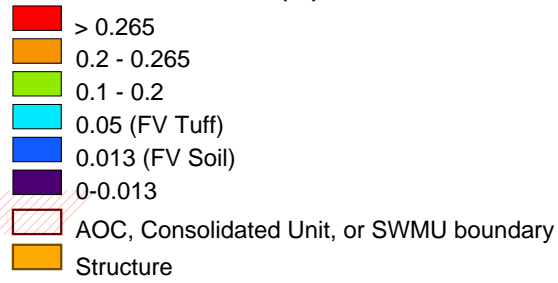 > 0.265
0.2 - 0.265
0.1 - 0.2
0.05 (FV Tuff)
0.013 (FV Soil)
0-0.013
AOC, Consolidated Unit, or SWMU boundary
Structure